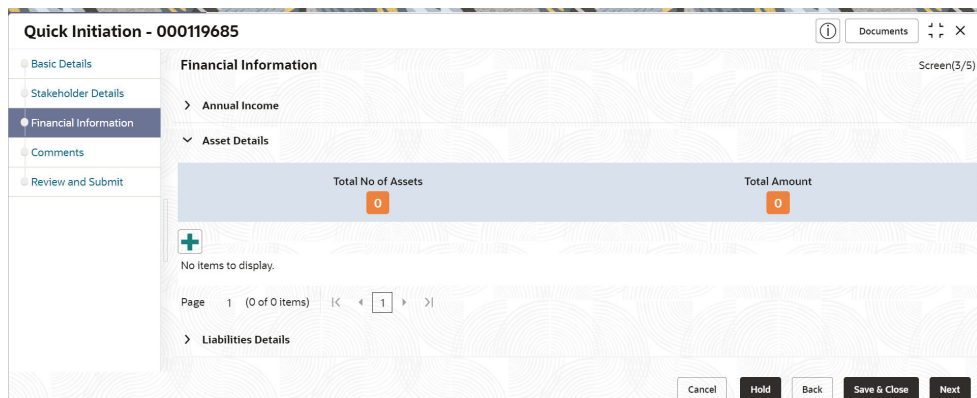 Quick Initiation - 000119685
Documents
Basic Details
Stakeholder Details
Financial Information
Comments
Review and Submit
Financial Information
Screen(3/5)
Annual Income
Asset Details
Total No of Assets
Total Amount
0
0
No items to display.
Page 1 (0 of 0 items) 1
Liabilities Details
Cancel Hold Back Save & Close Next